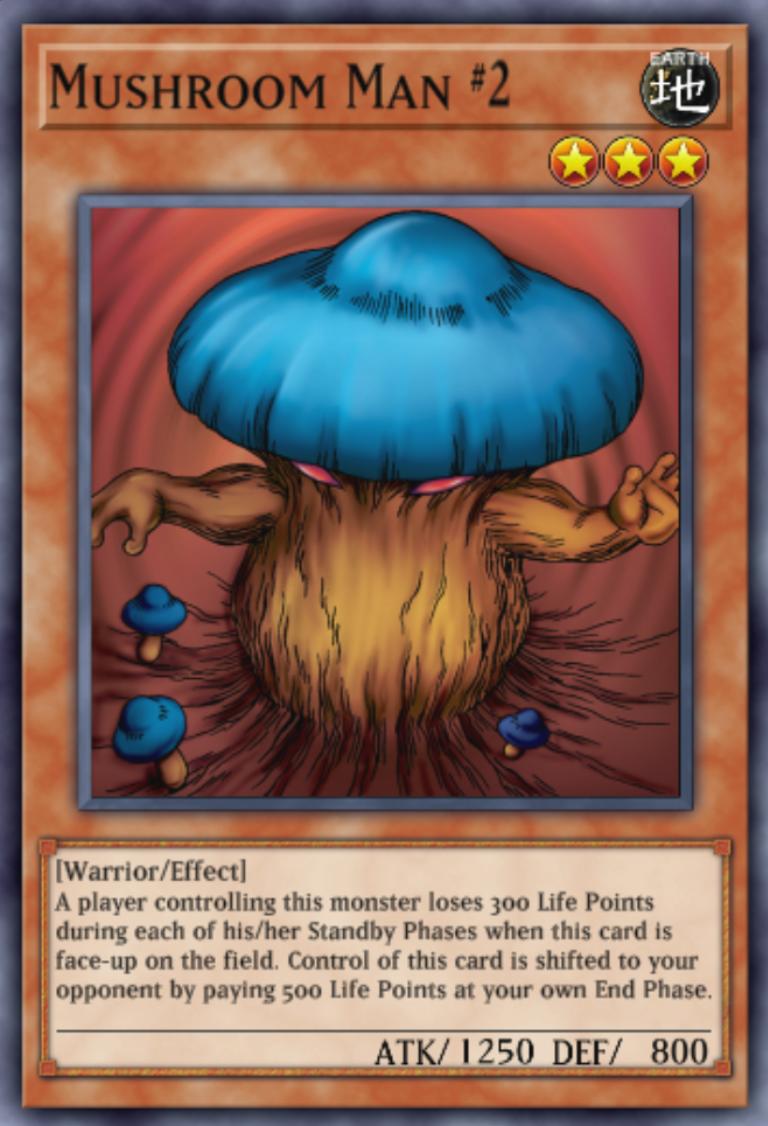 MUSHROOM MAN #2
EARTH
地
[Warrior/Effect]
A player controlling this monster loses 300 Life Points
during each of his/her Standby Phases when this card is
face-up on the field. Control of this card is shifted to your
opponent by paying 500 Life Points at your own End Phase.
ATK/ 1250 DEF/ 800